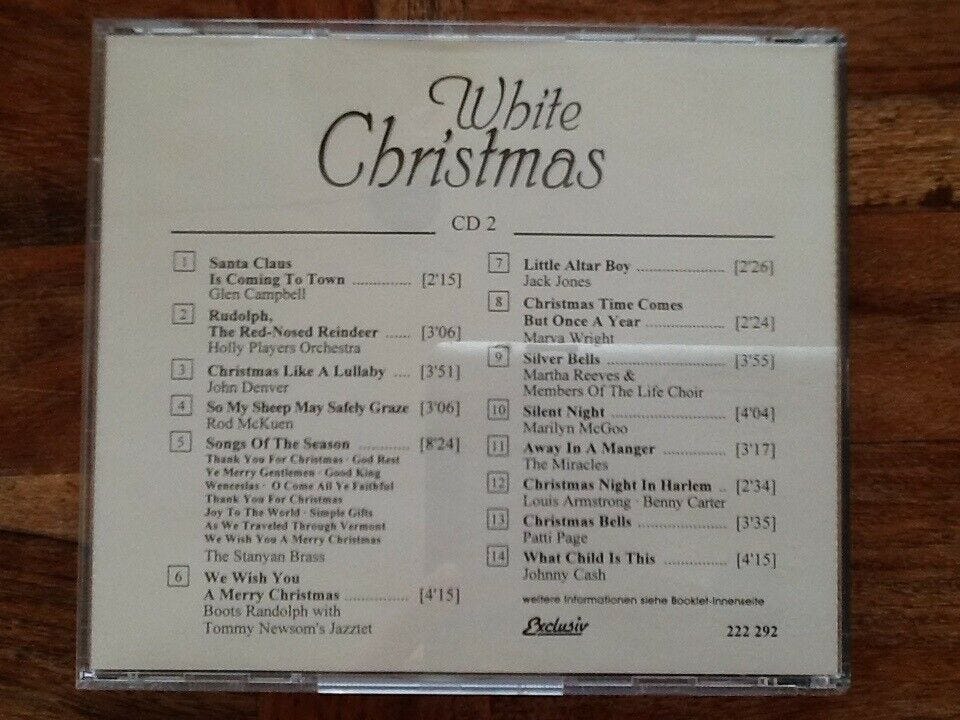 White
Christmas
CD 2
1 Santa Claus
Is Coming To Town .............. [2'15]
Glen Campbell
2 Rudolph,
The Red-Nosed Reindeer ...... [3'06]
Holly Players Orchestra
3 Christmas Like A Lullaby .... [3'51]
John Denver
4 So My Sheep May Safely Graze [3'06]
Rod McKuen
5 Songs Of The Season ............ [8'24]
Thank You For Christmas · God Rest
Ye Merry Gentlemen · Good King
Wenceslas · O Come All Ye Faithful
Thank You For Christmas
Joy To The World · Simple Gifts
As We Traveled Through Vermont
We Wish You A Merry Christmas
The Stanyan Brass
6 We Wish You
A Merry Christmas ................ [4'15]
Boots Randolph with
Tommy Newsom's Jazztet
7 Little Altar Boy ...................... [2'26]
Jack Jones
8 Christmas Time Comes
But Once A Year .................... [2'24]
Marva Wright
9 Silver Bells ............................ [3'55]
Martha Reeves &
Members Of The Life Choir
10 Silent Night ........................... [4'04]
Marilyn McGoo
11 Away In A Manger ................ [3'17]
The Miracles
12 Christmas Night In Harlem .. [2'34]
Louis Armstrong · Benny Carter
13 Christmas Bells ...................... [3'35]
Patti Page
14 What Child Is This ............... [4'15]
Johnny Cash
weitere Informationen siehe Booklet-Innenseite
Exclusiv 222 292